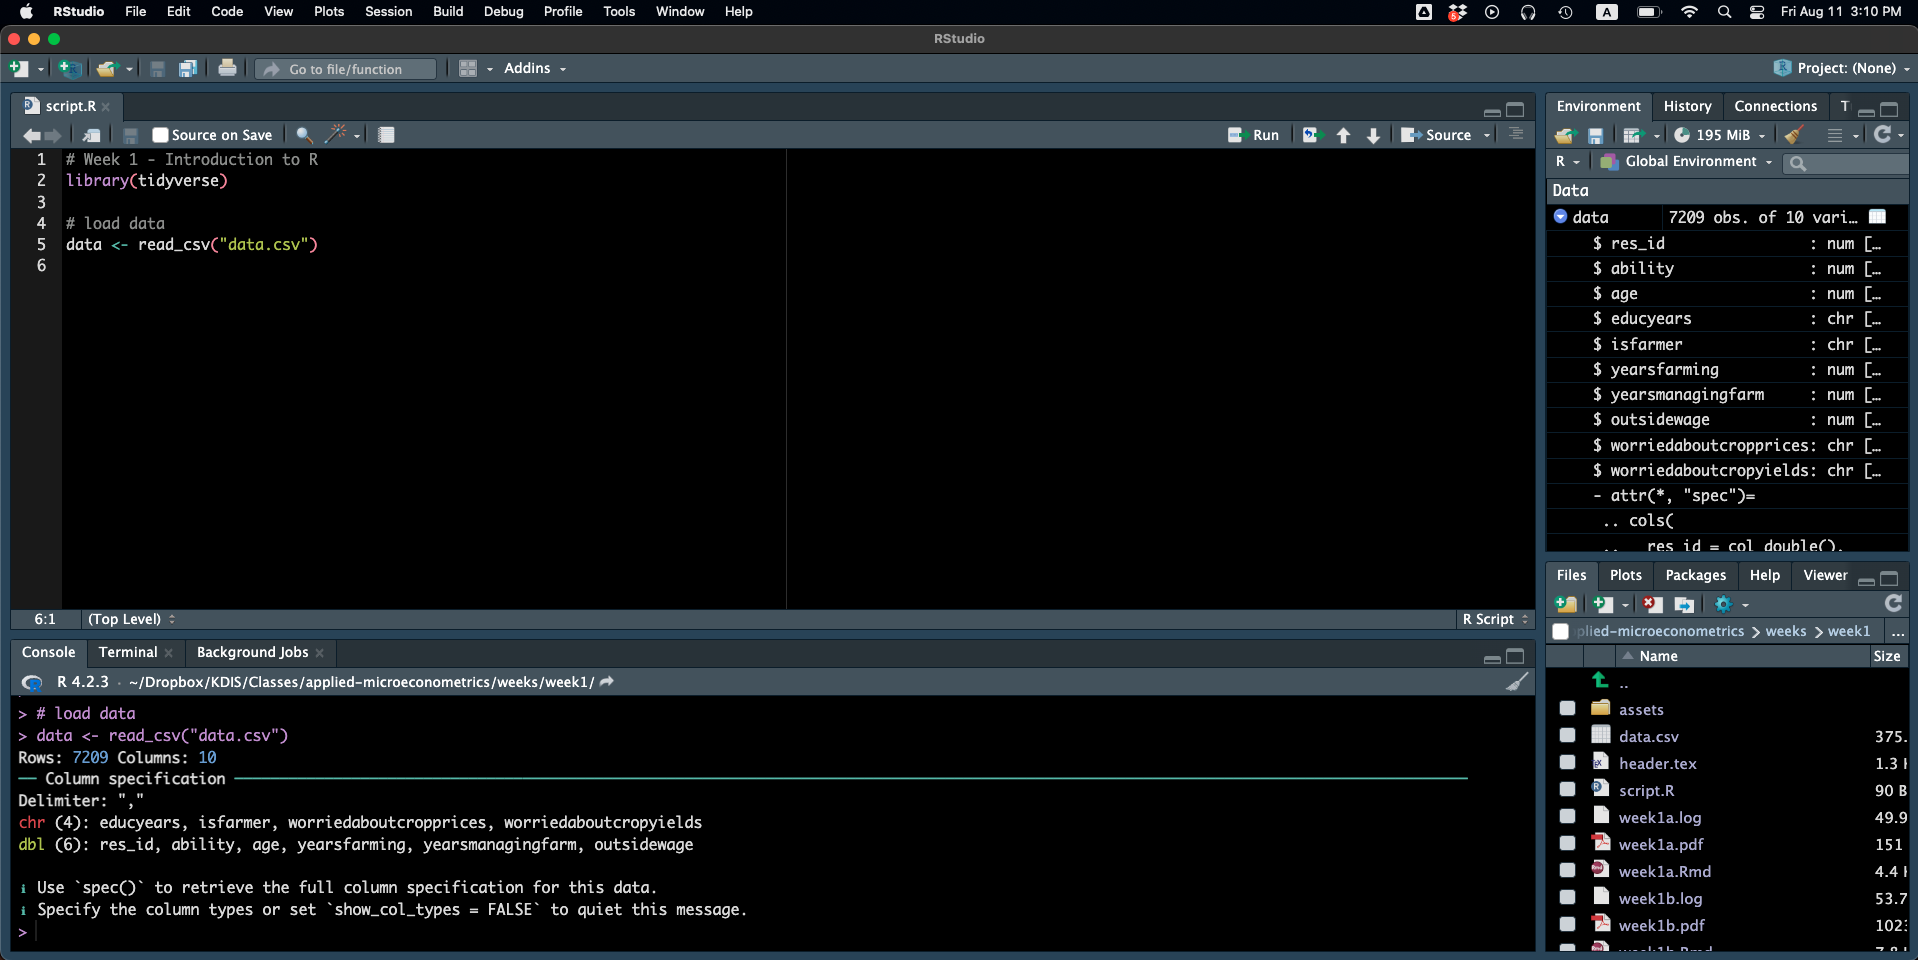 RStudio File Edit Code View Plots Session Build Debug Profile Tools Window Help 5 A Fri Aug 11 3:10 PM
RStudio
Go to file/function Addins Project: (None)
script.R
Source on Save Run Source
1 # Week 1 - Introduction to R
2 library(tidyverse)
3
4 # load data
5 data <- read_csv("data.csv")
6
6:1 (Top Level) R Script
Console Terminal Background Jobs
R 4.2.3 · ~/Dropbox/KDIS/Classes/applied-microeconometrics/weeks/week1/
> # load data
> data <- read_csv("data.csv")
Rows: 7209 Columns: 10
── Column specification ──
Delimiter: ","
chr (4): educyears, isfarmer, worriedaboutcropprices, worriedaboutcropyields
dbl (6): res_id, ability, age, yearsfarming, yearsmanagingfarm, outsidewage
ℹ Use `spec()` to retrieve the full column specification for this data.
ℹ Specify the column types or set `show_col_types = FALSE` to quiet this message.
>
Environment History Connections T
195 MiB
R Global Environment
Data
data 7209 obs. of 10 vari…
$ res_id : num […
$ ability : num […
$ age : num […
$ educyears : chr […
$ isfarmer : chr […
$ yearsfarming : num […
$ yearsmanagingfarm : num […
$ outsidewage : num […
$ worriedaboutcropprices: chr […
$ worriedaboutcropyields: chr […
- attr(*, "spec")=
.. cols(
.. res_id = col_double(),
Files Plots Packages Help Viewer
plied-microeconometrics weeks week1 ...
Name Size
..
assets
data.csv 375.
header.tex 1.3
script.R 90 B
week1a.log 49.9
week1a.pdf 151
week1a.Rmd 4.4
week1b.log 53.7
week1b.pdf 102